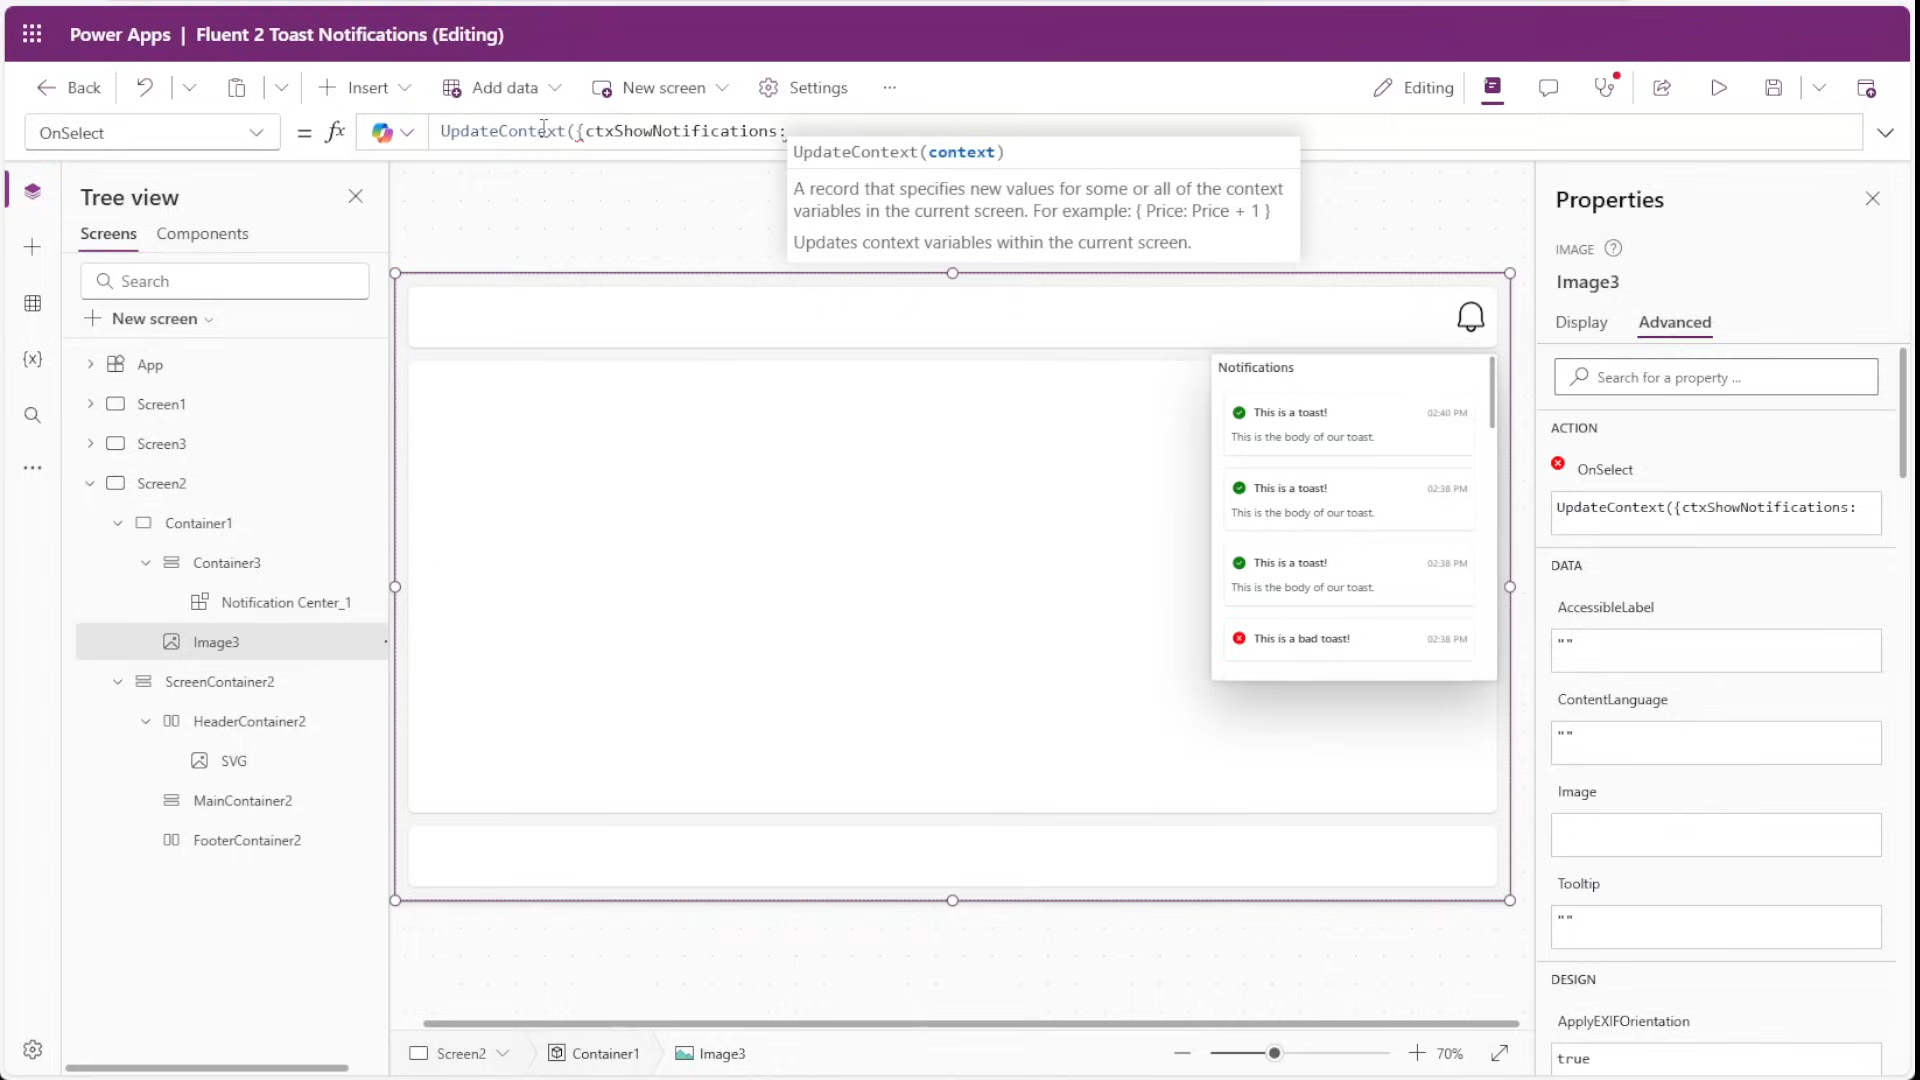 Power Apps | Fluent 2 Toast Notifications (Editing)
Back
Insert
Add data
New screen
Settings
Editing
OnSelect
= fx
UpdateContext({ctxShowNotifications:
UpdateContext(context)
A record that specifies new values for some or all of the context
variables in the current screen. For example: { Price: Price + 1 }
Updates context variables within the current screen.
Tree view
Screens
Components
Search
New screen
App
Screen1
Screen3
Screen2
Container1
Container3
Notification Center_1
Image3
ScreenContainer2
HeaderContainer2
SVG
MainContainer2
FooterContainer2
Notifications
This is a toast!
02:40 PM
This is the body of our toast.
This is a toast!
02:38 PM
This is the body of our toast.
This is a toast!
02:38 PM
This is the body of our toast.
This is a bad toast!
02:38 PM
Properties
IMAGE
Image3
Display
Advanced
Search for a property ...
ACTION
OnSelect
UpdateContext({ctxShowNotifications:
DATA
AccessibleLabel
""
ContentLanguage
""
Image
Tooltip
""
DESIGN
ApplyEXIFOrientation
true
Screen2
Container1
Image3
70%